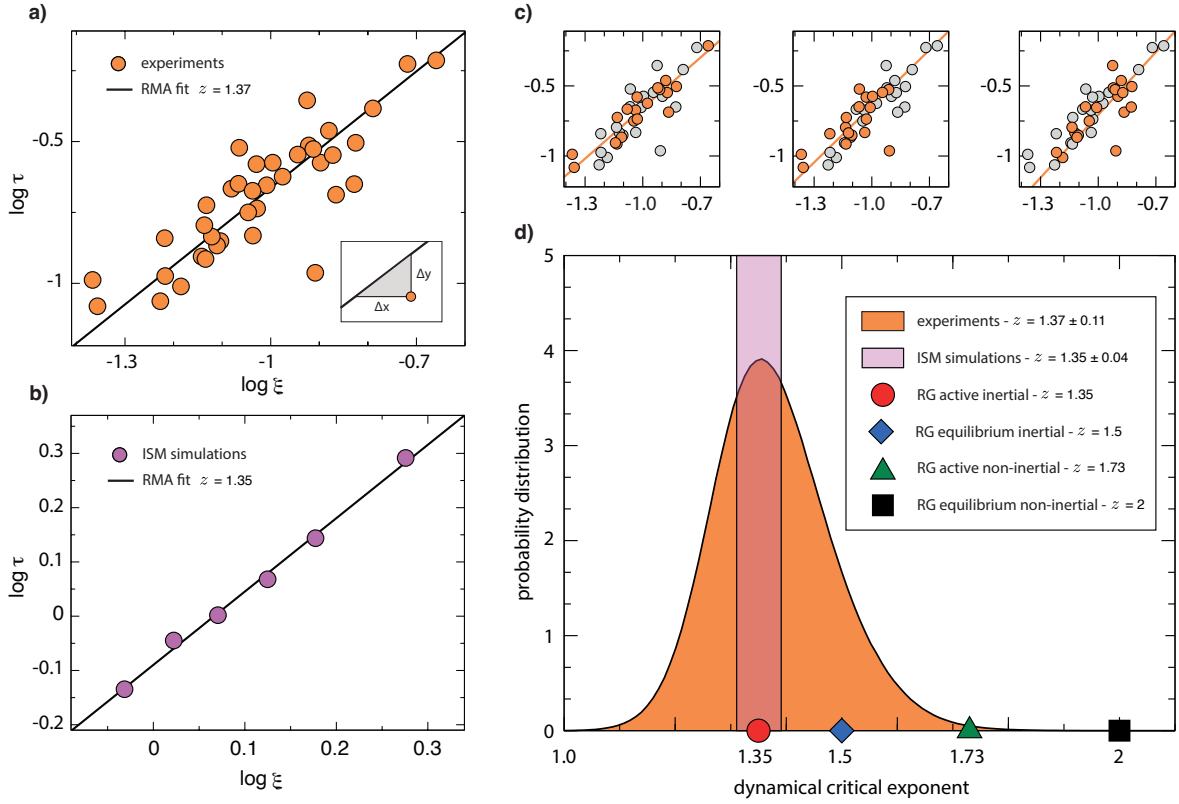 a)
experiments
RMA fit z = 1.37
-0.5
-1
log τ
-1.3
-1
-0.7
log ξ
Δy
Δx
b)
ISM simulations
RMA fit z = 1.35
0.3
0.2
0.1
0
-0.1
-0.2
log τ
0
0.1
0.2
0.3
log ξ
c)
-0.5
-1
-1.3
-1.0
-0.7
-0.5
-1
-1.3
-1.0
-0.7
-0.5
-1
-1.3
-1.0
-0.7
d)
5
4
3
2
1
0
probability distribution
experiments - z = 1.37 ± 0.11
ISM simulations - z = 1.35 ± 0.04
RG active inertial - z = 1.35
RG equilibrium inertial - z = 1.5
RG active non-inertial - z = 1.73
RG equilibrium non-inertial - z = 2
1.0
1.35
1.5
1.73
2
dynamical critical exponent